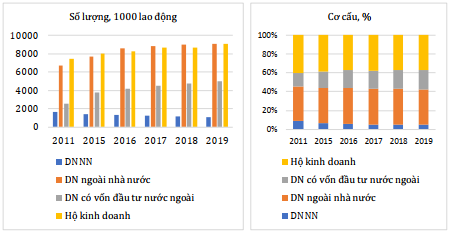 Số lượng, 1000 lao động
10000
8000
6000
4000
2000
0
2011 2015 2016 2017 2018 2019
DNNN
DN ngoài nhà nước
DN có vốn đầu tư nước ngoài
Hộ kinh doanh
Cơ cấu, %
100%
80%
60%
40%
20%
0%
2011 2015 2016 2017 2018 2019
Hộ kinh doanh
DN có vốn đầu tư nước ngoài
DN ngoài nhà nước
DNNN